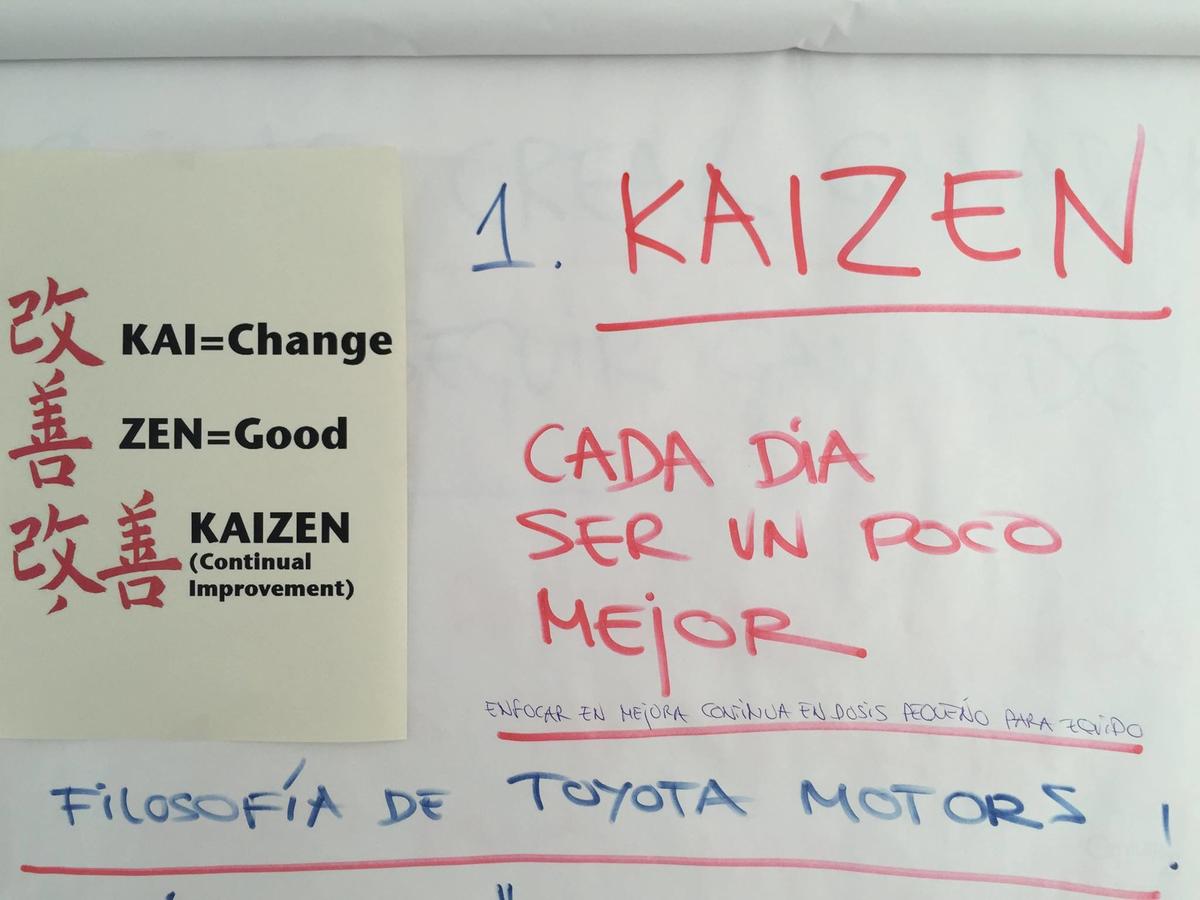 改 KAI=Change
善 ZEN=Good
改善 KAIZEN
(Continual
Improvement)
1. KAIZEN
CADA DÍA
SER UN POCO
MEJOR
ENFOCAR EN MEJORA CONTINUA EN DOSIS PEQUEÑO PARA EQUIPO
FILOSOFÍA DE TOYOTA MOTORS !